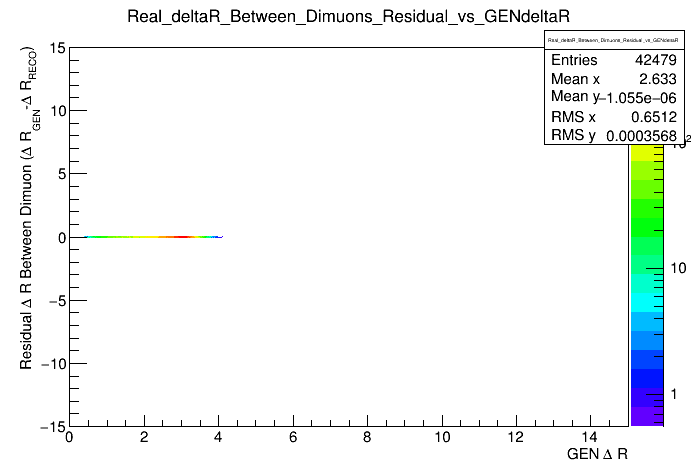 Real_deltaR_Between_Dimuons_Residual_vs_GENdeltaR
Real_deltaR_Between_Dimuons_Residual_vs_GENdeltaR
Entries 42479
Mean x 2.633
Mean y −1.055e−06
RMS x 0.6512
RMS y 0.0003568
Residual Δ R Between Dimuon (Δ R_GEN-Δ R_RECO)
15
10
5
0
−5
−10
−15
0 2 4 6 8 10 12 14
GEN Δ R
10²
10
1